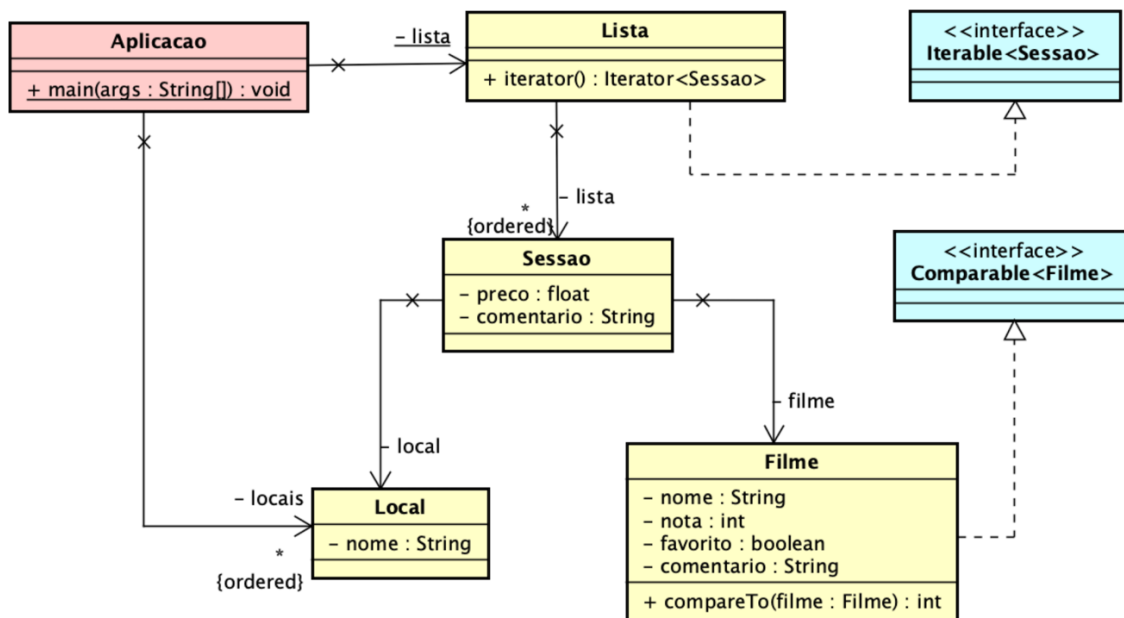 Aplicacao
+ main(args : String[]) : void
- lista
Lista
+ iterator() : Iterator<Sessao>
<<interface>>
Iterable<Sessao>
- lista
*
{ordered}
Sessao
- preco : float
- comentario : String
<<interface>>
Comparable<Filme>
- filme
- local
- locais
*
{ordered}
Local
- nome : String
Filme
- nome : String
- nota : int
- favorito : boolean
- comentario : String
+ compareTo(filme : Filme) : int